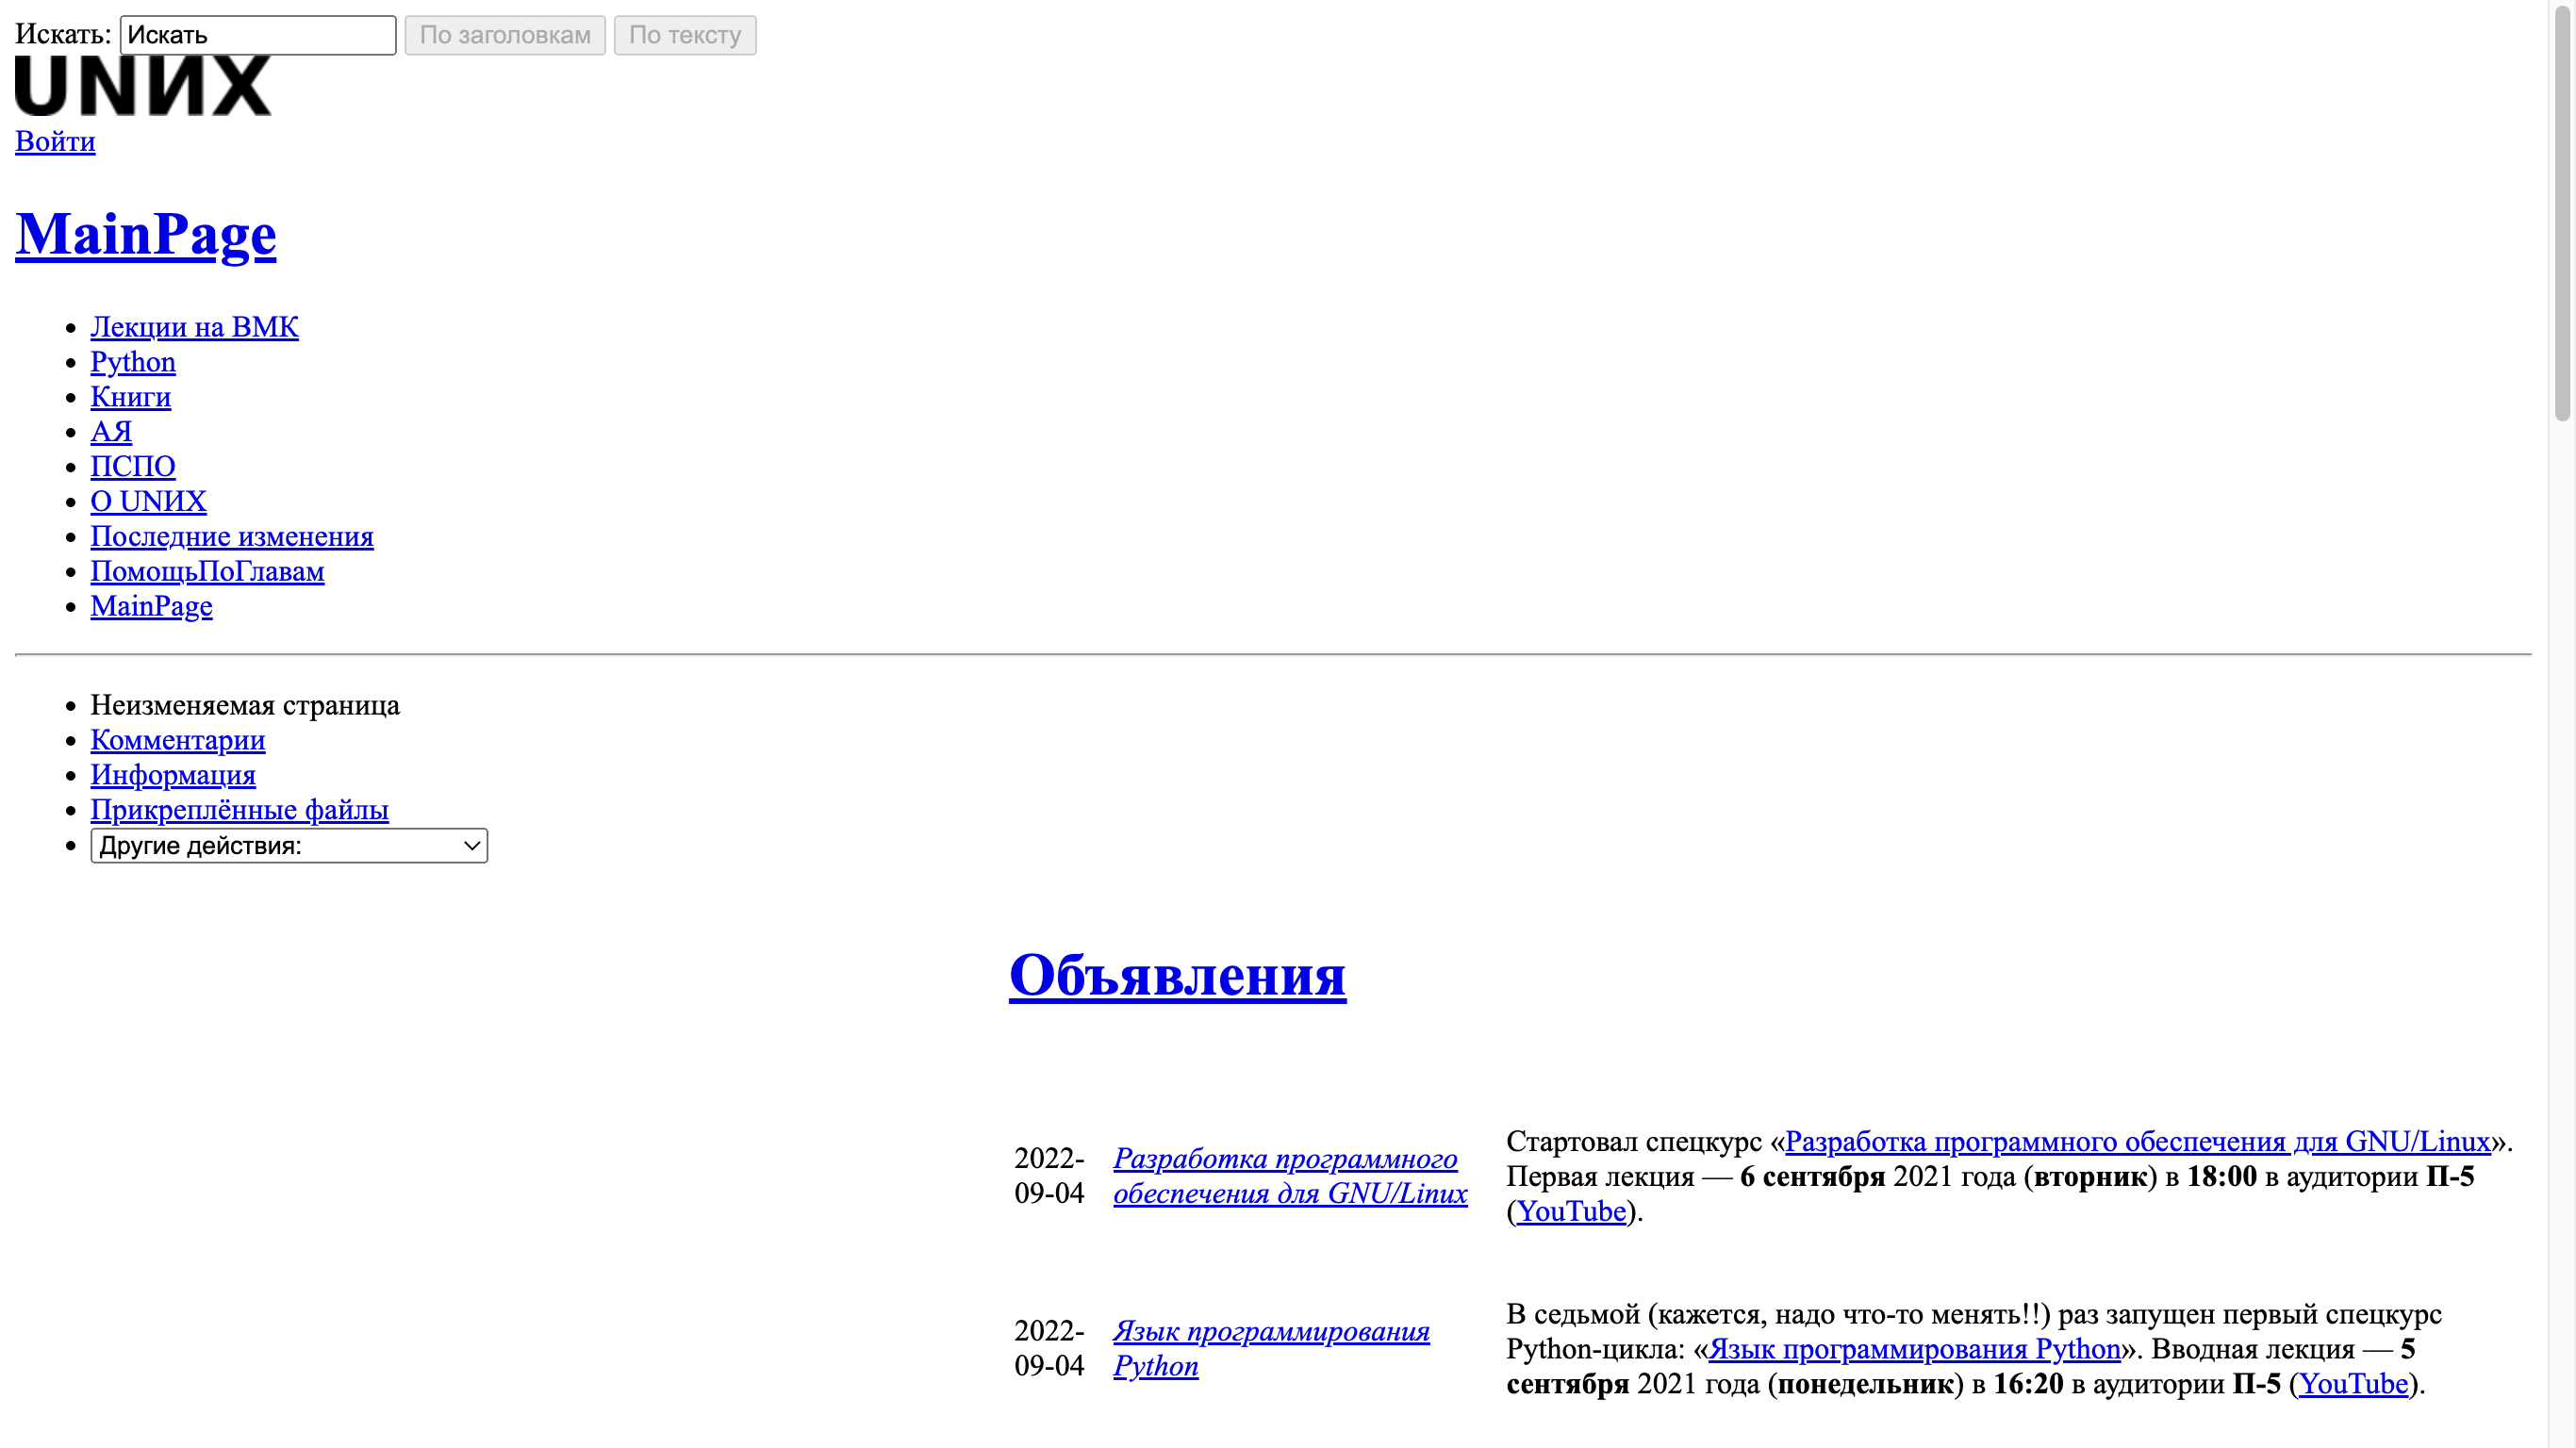 Искать: Искать По заголовкам По тексту
UNИX
Войти
MainPage
Лекции на ВМК
Python
Книги
АЯ
ПСПО
О UNИX
Последние изменения
ПомощьПоГлавам
MainPage
Неизменяемая страница
Комментарии
Информация
Прикреплённые файлы
Другие действия:
Объявления
2022-
09-04
Разработка программного
обеспечения для GNU/Linux
Стартовал спецкурс «Разработка программного обеспечения для GNU/Linux».
Первая лекция — 6 сентября 2021 года (вторник) в 18:00 в аудитории П-5
(YouTube).
2022-
09-04
Язык программирования
Python
В седьмой (кажется, надо что-то менять!!) раз запущен первый спецкурс
Python-цикла: «Язык программирования Python». Вводная лекция — 5
сентября 2021 года (понедельник) в 16:20 в аудитории П-5 (YouTube).